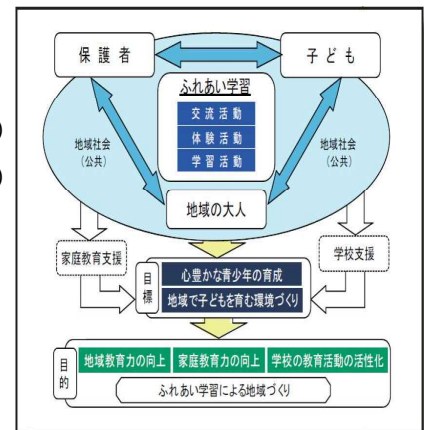 保護者
子ども
ふれあい学習
交流活動
体験活動
学習活動
地域社会
(公共)
地域社会
(公共)
地域の大人
家庭教育支援
学校支援
目標
心豊かな青少年の育成
地域で子どもを育む環境づくり
目的
地域教育力の向上
家庭教育力の向上
学校の教育活動の活性化
ふれあい学習による地域づくり